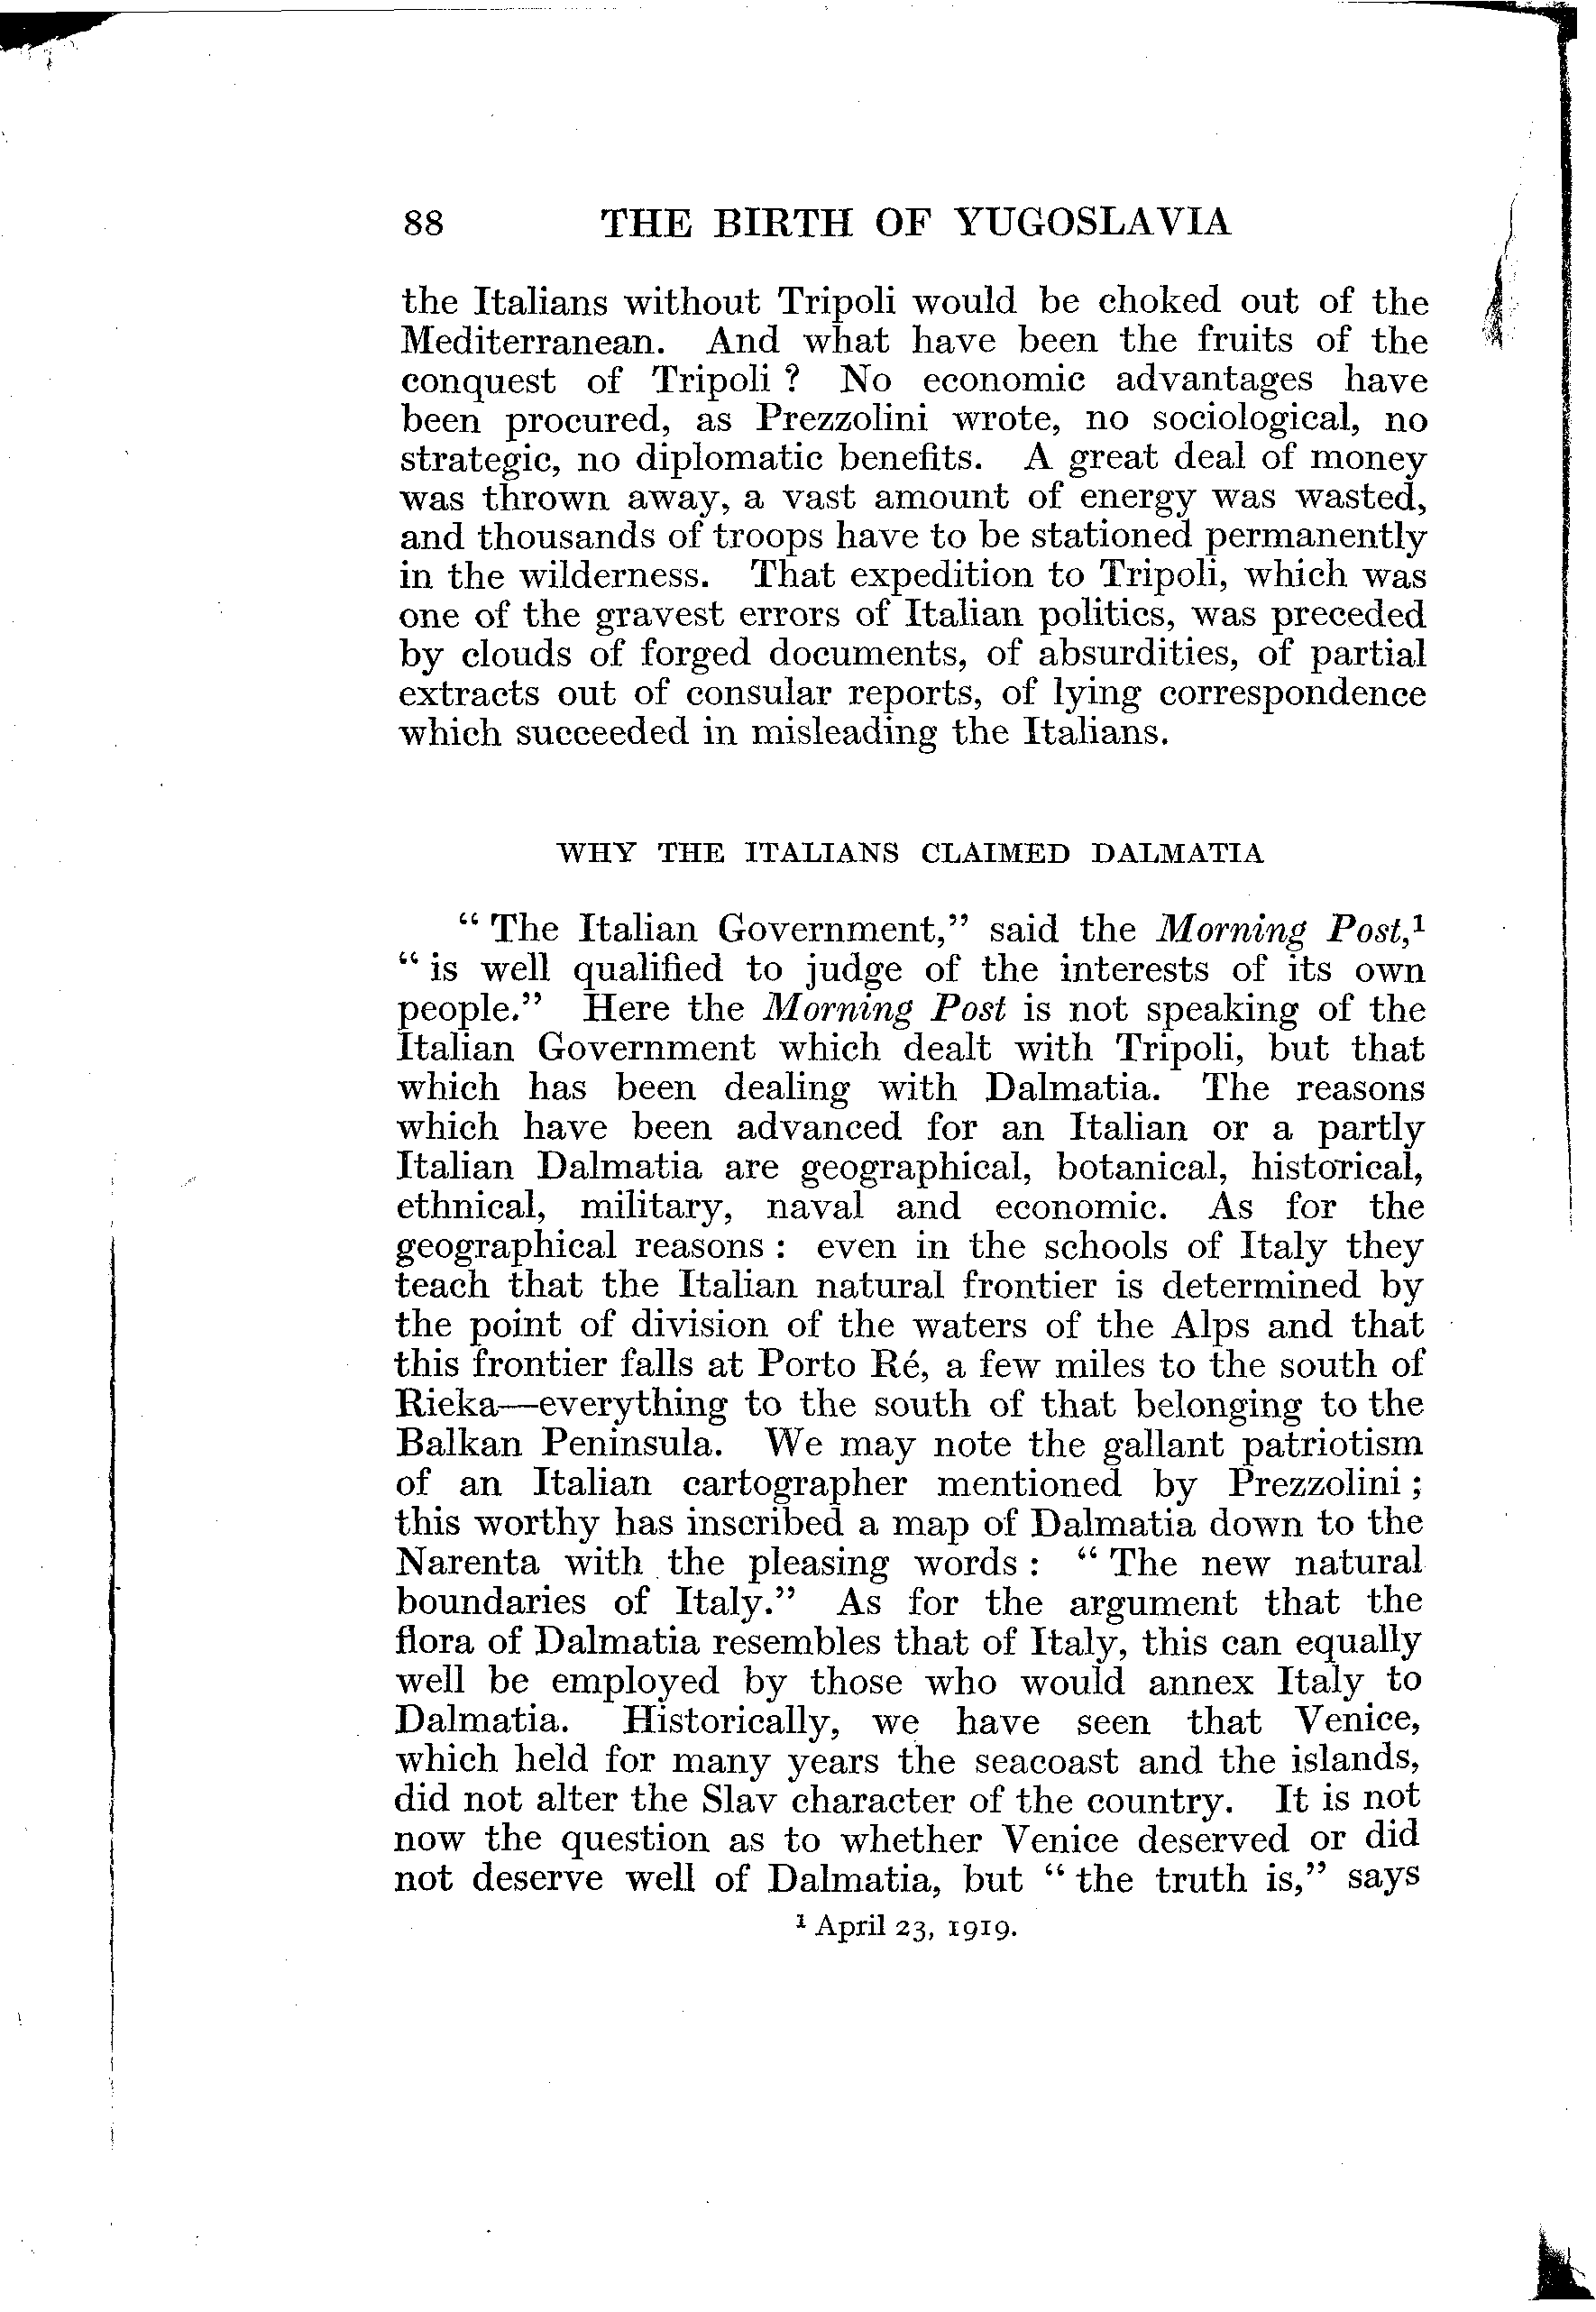 88 THE BIRTH OF YUGOSLAVIA
the Italians without Tripoli would be choked out of the
Mediterranean. And what have been the fruits of the
conquest of Tripoli ? No economic advantages have
been procured, as Prezzolini wrote, no sociological, no
strategic, no diplomatic benefits. A great deal of money
was thrown away, a vast amount of energy was wasted,
and thousands of troops have to be stationed permanently
in the wilderness. That expedition to Tripoli, which was
one of the gravest errors of Italian politics, was preceded
by clouds of forged documents, of absurdities, of partial
extracts out of consular reports, of lying correspondence
which succeeded in misleading the Italians.
WHY THE ITALIANS CLAIMED DALMATIA
“ The Italian Government,” said the Morning Post,¹
“ is well qualified to judge of the interests of its own
people.” Here the Morning Post is not speaking of the
Italian Government which dealt with Tripoli, but that
which has been dealing with Dalmatia. The reasons
which have been advanced for an Italian or a partly
Italian Dalmatia are geographical, botanical, historical,
ethnical, military, naval and economic. As for the
geographical reasons : even in the schools of Italy they
teach that the Italian natural frontier is determined by
the point of division of the waters of the Alps and that
this frontier falls at Porto Ré, a few miles to the south of
Rieka—everything to the south of that belonging to the
Balkan Peninsula. We may note the gallant patriotism
of an Italian cartographer mentioned by Prezzolini ;
this worthy has inscribed a map of Dalmatia down to the
Narenta with the pleasing words : “ The new natural
boundaries of Italy.” As for the argument that the
flora of Dalmatia resembles that of Italy, this can equally
well be employed by those who would annex Italy to
Dalmatia. Historically, we have seen that Venice,
which held for many years the seacoast and the islands,
did not alter the Slav character of the country. It is not
now the question as to whether Venice deserved or did
not deserve well of Dalmatia, but “ the truth is,” says
¹ April 23, 1919.